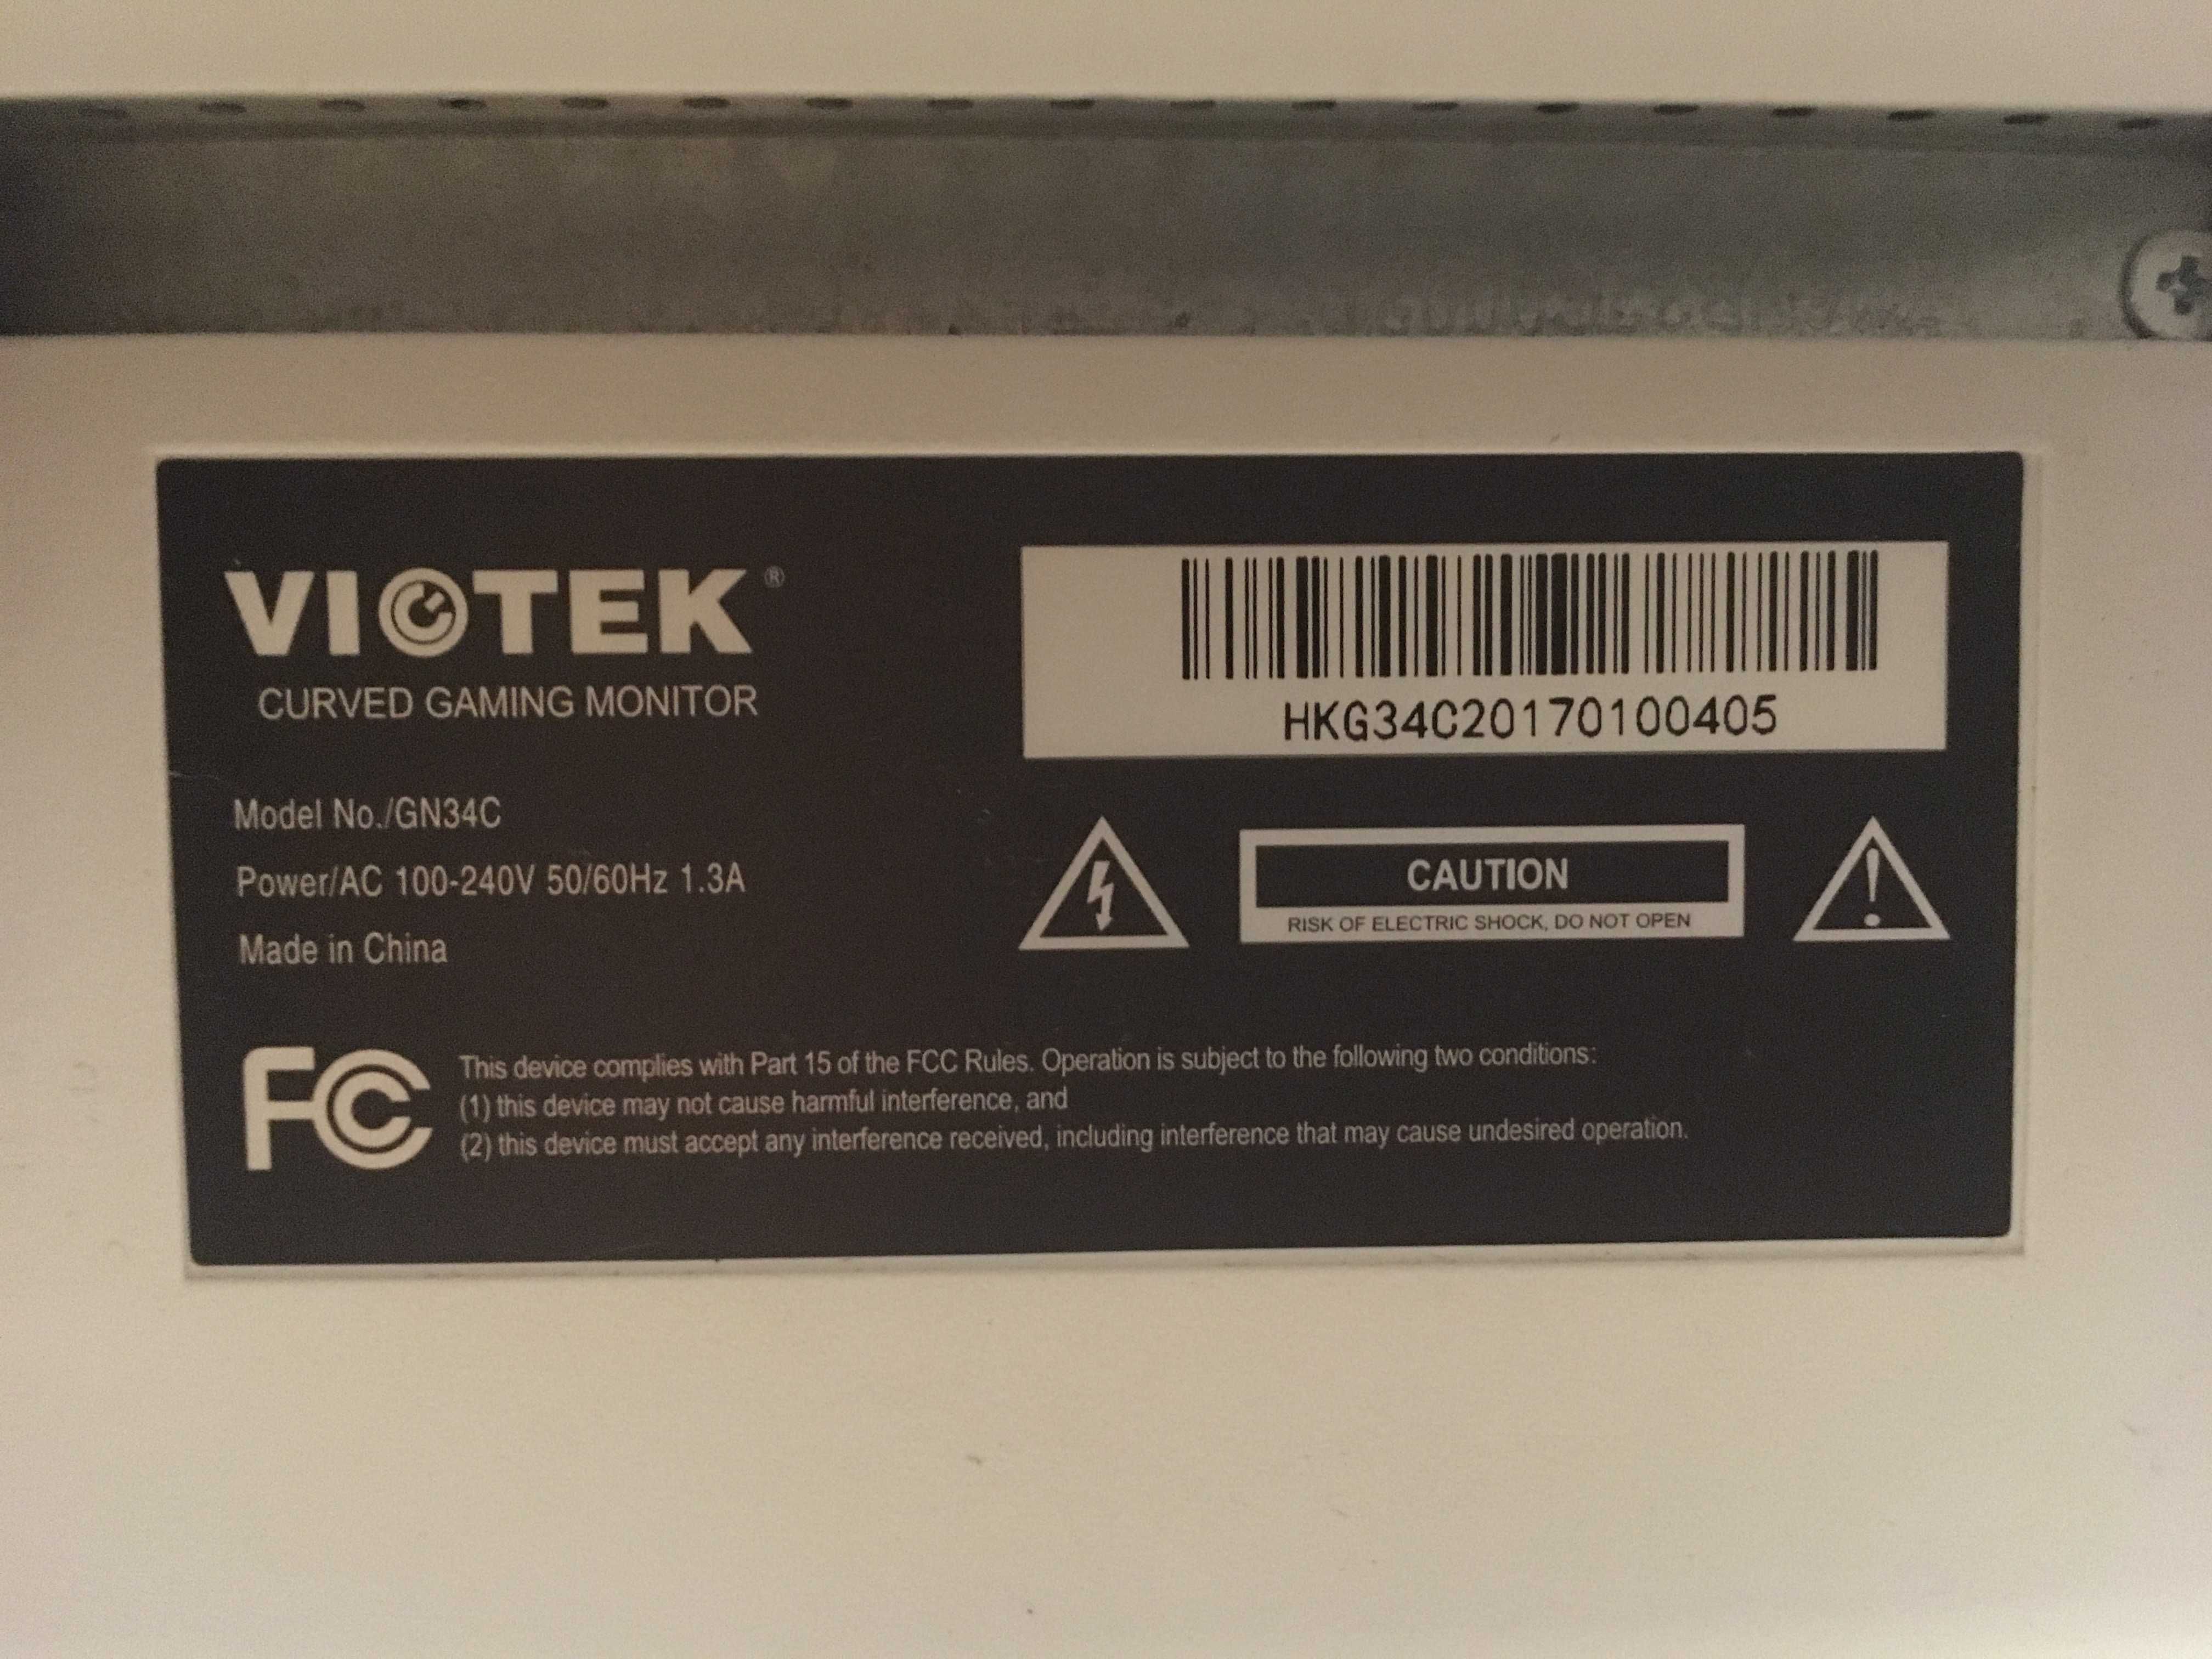 VIOTEK®
CURVED GAMING MONITOR
HKG34C20170100405
Model No./GN34C
Power/AC 100-240V 50/60Hz 1.3A
Made in China
CAUTION
RISK OF ELECTRIC SHOCK, DO NOT OPEN
FC
This device complies with Part 15 of the FCC Rules. Operation is subject to the following two conditions:
(1) this device may not cause harmful interference, and
(2) this device must accept any interference received, including interference that may cause undesired operation.